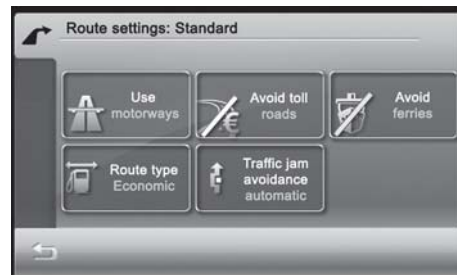 Route settings: Standard
Use
motorways
Avoid toll
roads
€
Avoid
ferries
Route type
Economic
Traffic jam
avoidance
automatic